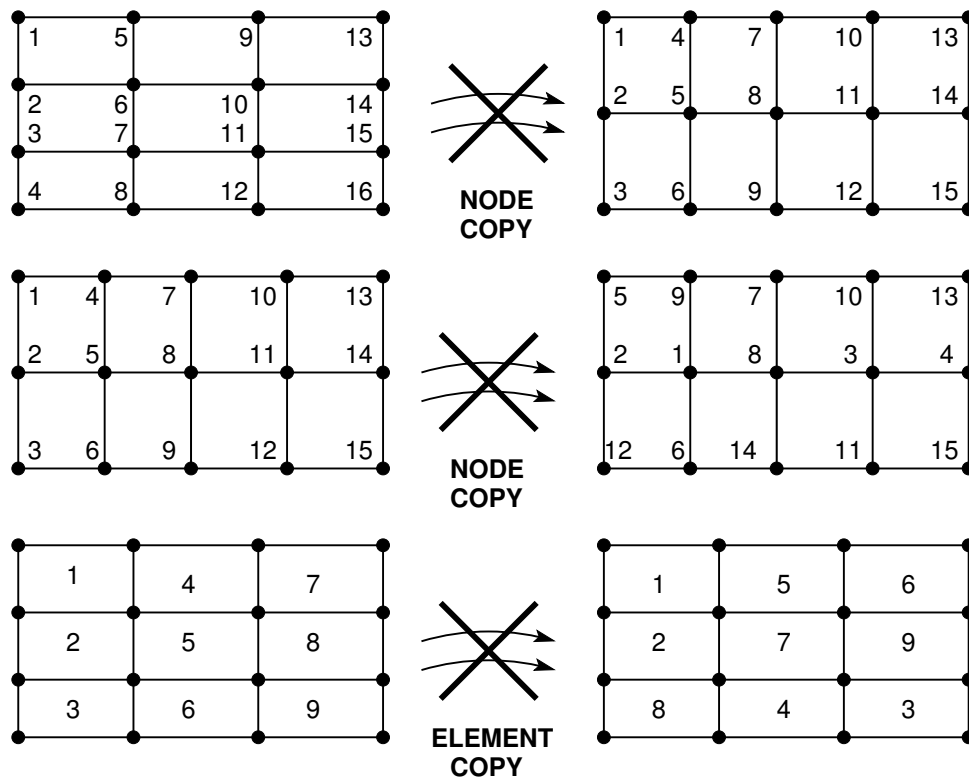 1 5 9 13
2 6 10 14
3 7 11 15
4 8 12 16
NODE
COPY
1 4 7 10 13
2 5 8 11 14
3 6 9 12 15
1 4 7 10 13
2 5 8 11 14
3 6 9 12 15
NODE
COPY
5 9 7 10 13
2 1 8 3 4
12 6 14 11 15
1 4 7
2 5 8
3 6 9
ELEMENT
COPY
1 5 6
2 7 9
8 4 3